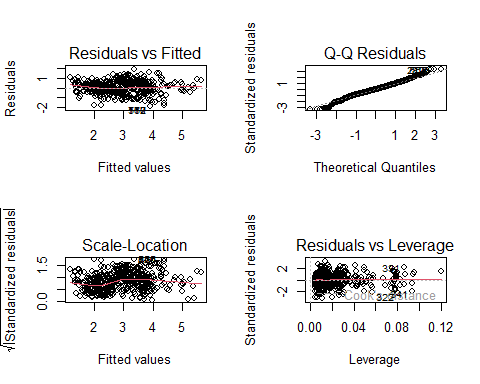 Residuals vs Fitted
Residuals
1
-2
2 3 4 5
Fitted values
Q-Q Residuals
Standardized residuals
1
-3
-3 -1 1 2 3
Theoretical Quantiles
Scale-Location
√|Standardized residuals|
1.5
0.0
2 3 4 5
Fitted values
Residuals vs Leverage
Standardized residuals
2
-2
Cook's distance
0.00 0.04 0.08 0.12
Leverage